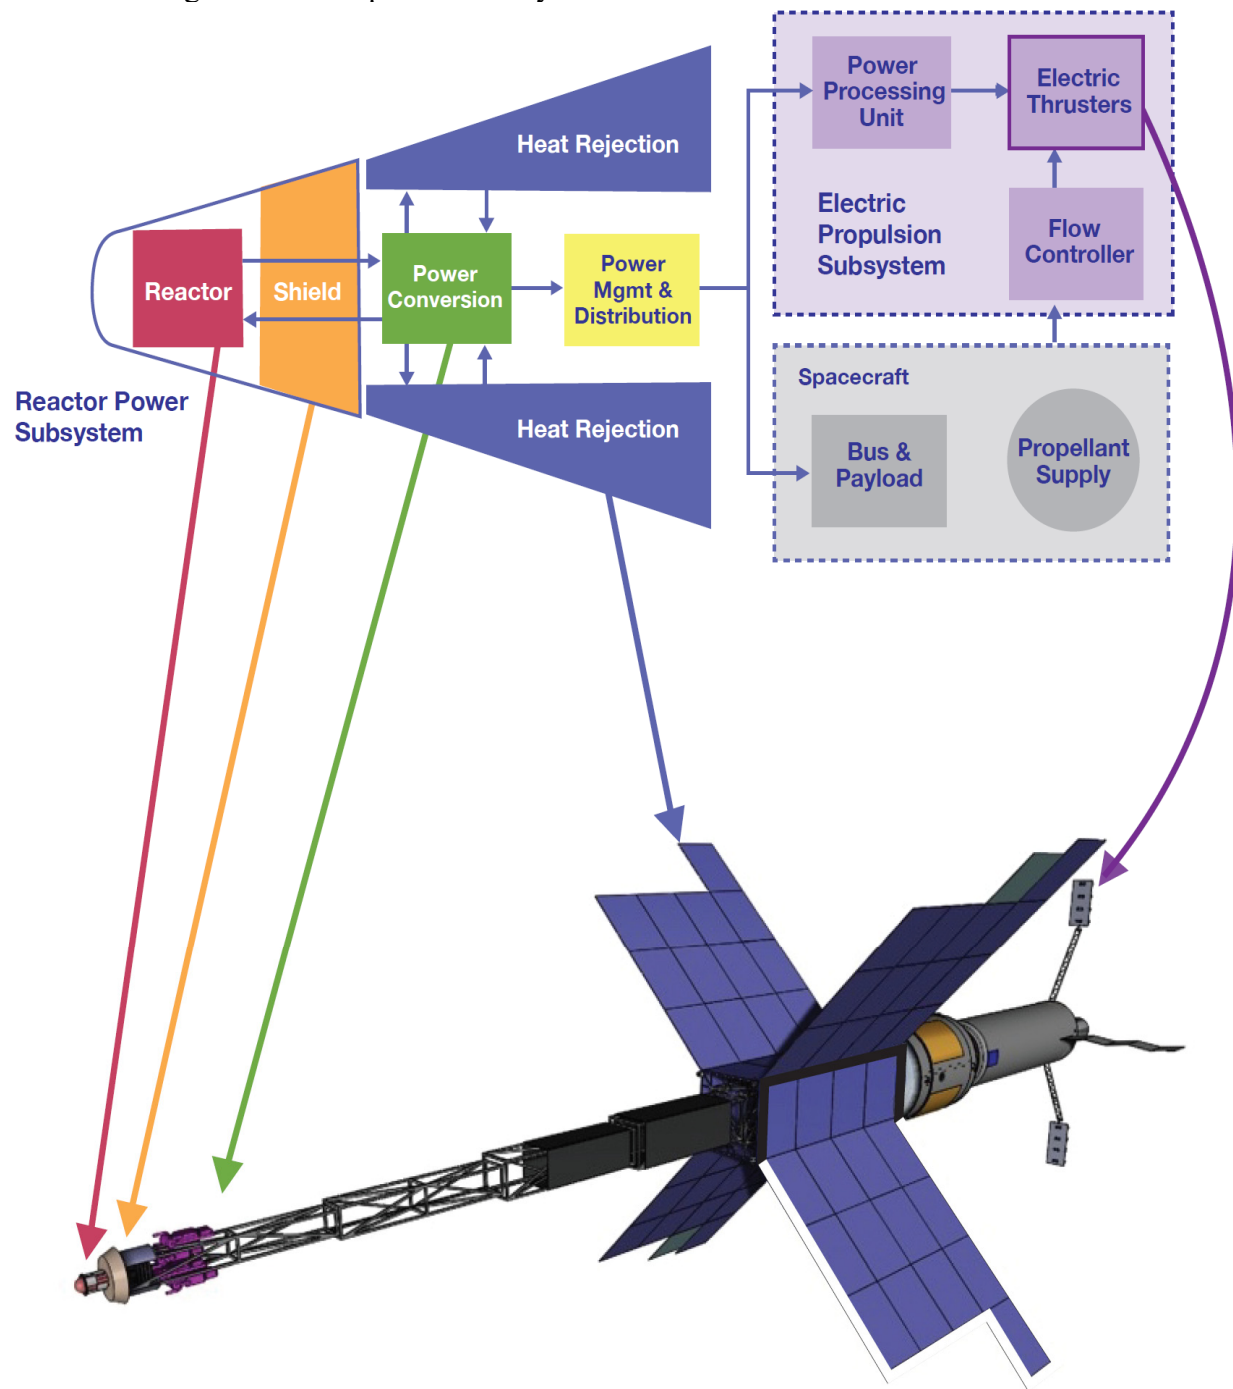 Heat Rejection
Power
Processing
Unit
Electric
Thrusters
Electric
Propulsion
Subsystem
Flow
Controller
Reactor
Shield
Power
Conversion
Power
Mgmt &
Distribution
Reactor Power
Subsystem
Heat Rejection
Spacecraft
Bus &
Payload
Propellant
Supply